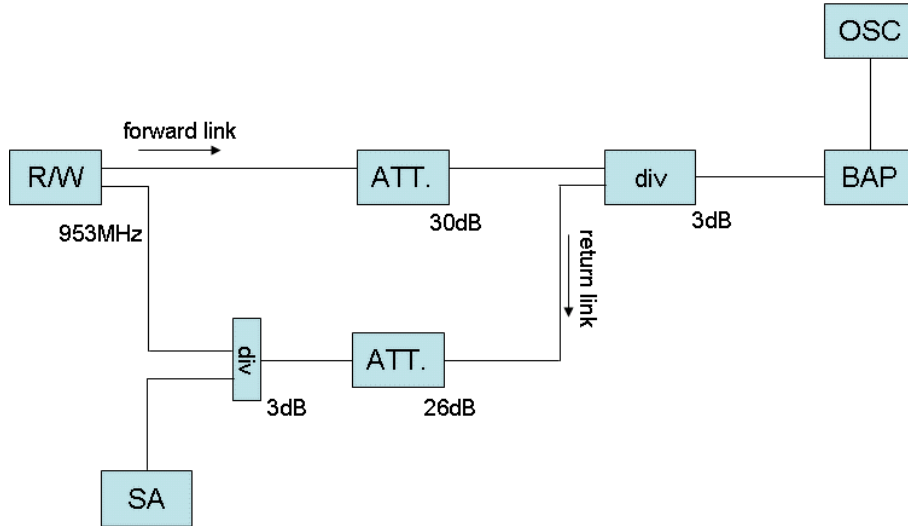 OSC
forward link
R/W
ATT.
div
BAP
30dB
3dB
953MHz
return link
div
ATT.
3dB
26dB
SA